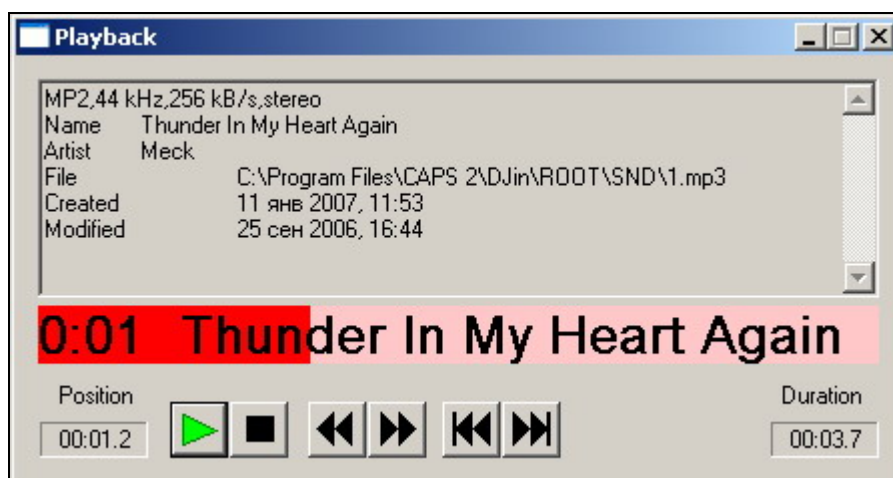 Playback
MP2,44 kHz,256 kB/s,stereo
Name Thunder In My Heart Again
Artist Meck
File C:\Program Files\CAPS 2\DJin\ROOT\SND\1.mp3
Created 11 янв 2007, 11:53
Modified 25 сен 2006, 16:44
0:01 Thunder In My Heart Again
Position
Duration
00:01.2
00:03.7